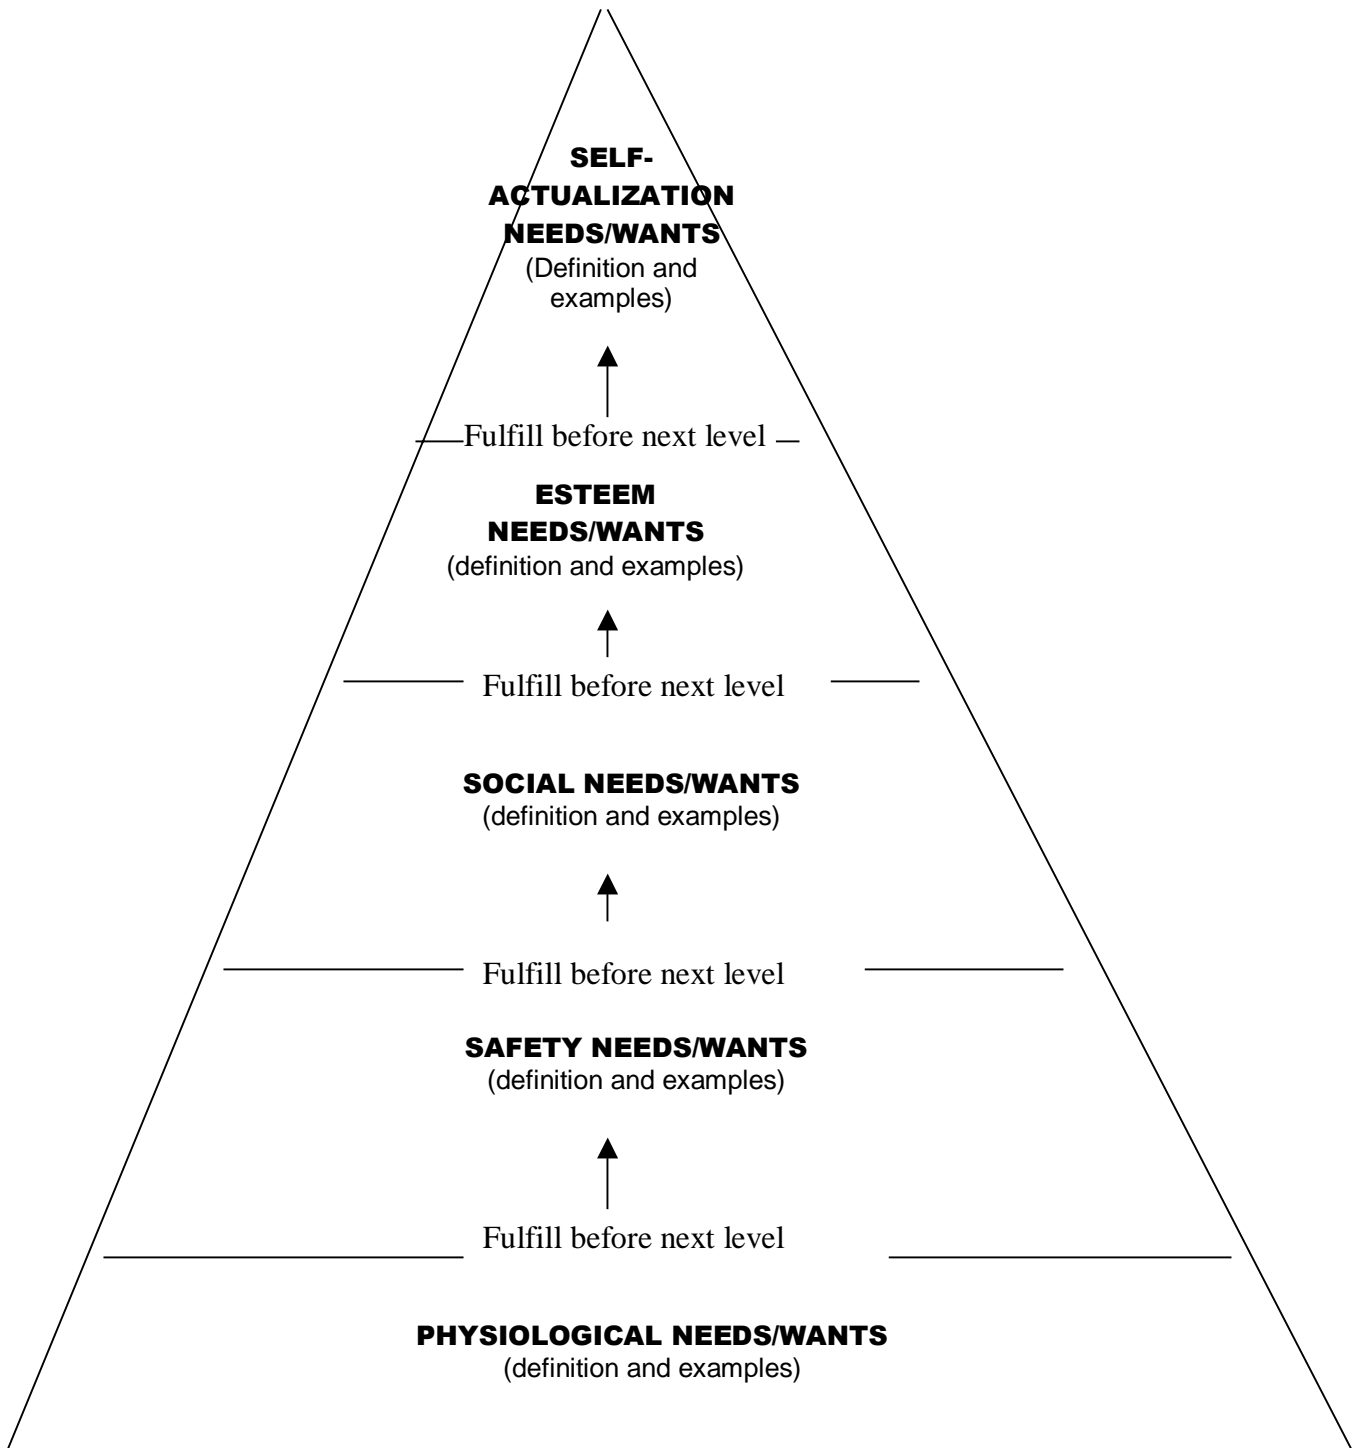 SELF-
ACTUALIZATION
NEEDS/WANTS
(Definition and
examples)
Fulfill before next level
ESTEEM
NEEDS/WANTS
(definition and examples)
Fulfill before next level
SOCIAL NEEDS/WANTS
(definition and examples)
Fulfill before next level
SAFETY NEEDS/WANTS
(definition and examples)
Fulfill before next level
PHYSIOLOGICAL NEEDS/WANTS
(definition and examples)